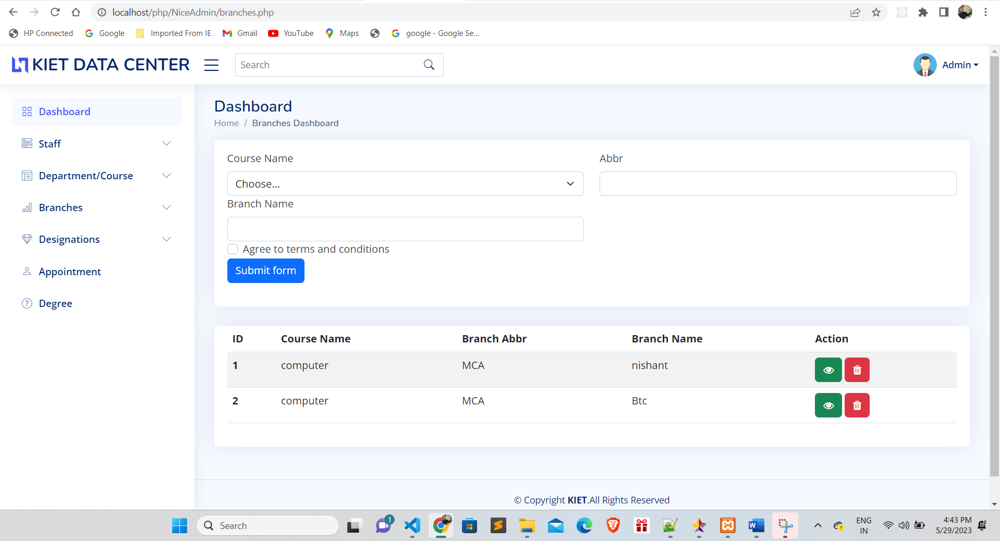 localhost/php/NiceAdmin/branches.php
HP Connected Google Imported From IE Gmail YouTube Maps google - Google Se...
KIET DATA CENTER Search Admin
Dashboard
Staff
Department/Course
Branches
Designations
Appointment
Degree
Dashboard
Home / Branches Dashboard
Course Name Abbr
Choose...
Branch Name
Agree to terms and conditions
Submit form
ID Course Name Branch Abbr Branch Name Action
1 computer MCA nishant
2 computer MCA Btc
© Copyright KIET.All Rights Reserved
Search 1 ENG 4:43 PM
IN 5/29/2023